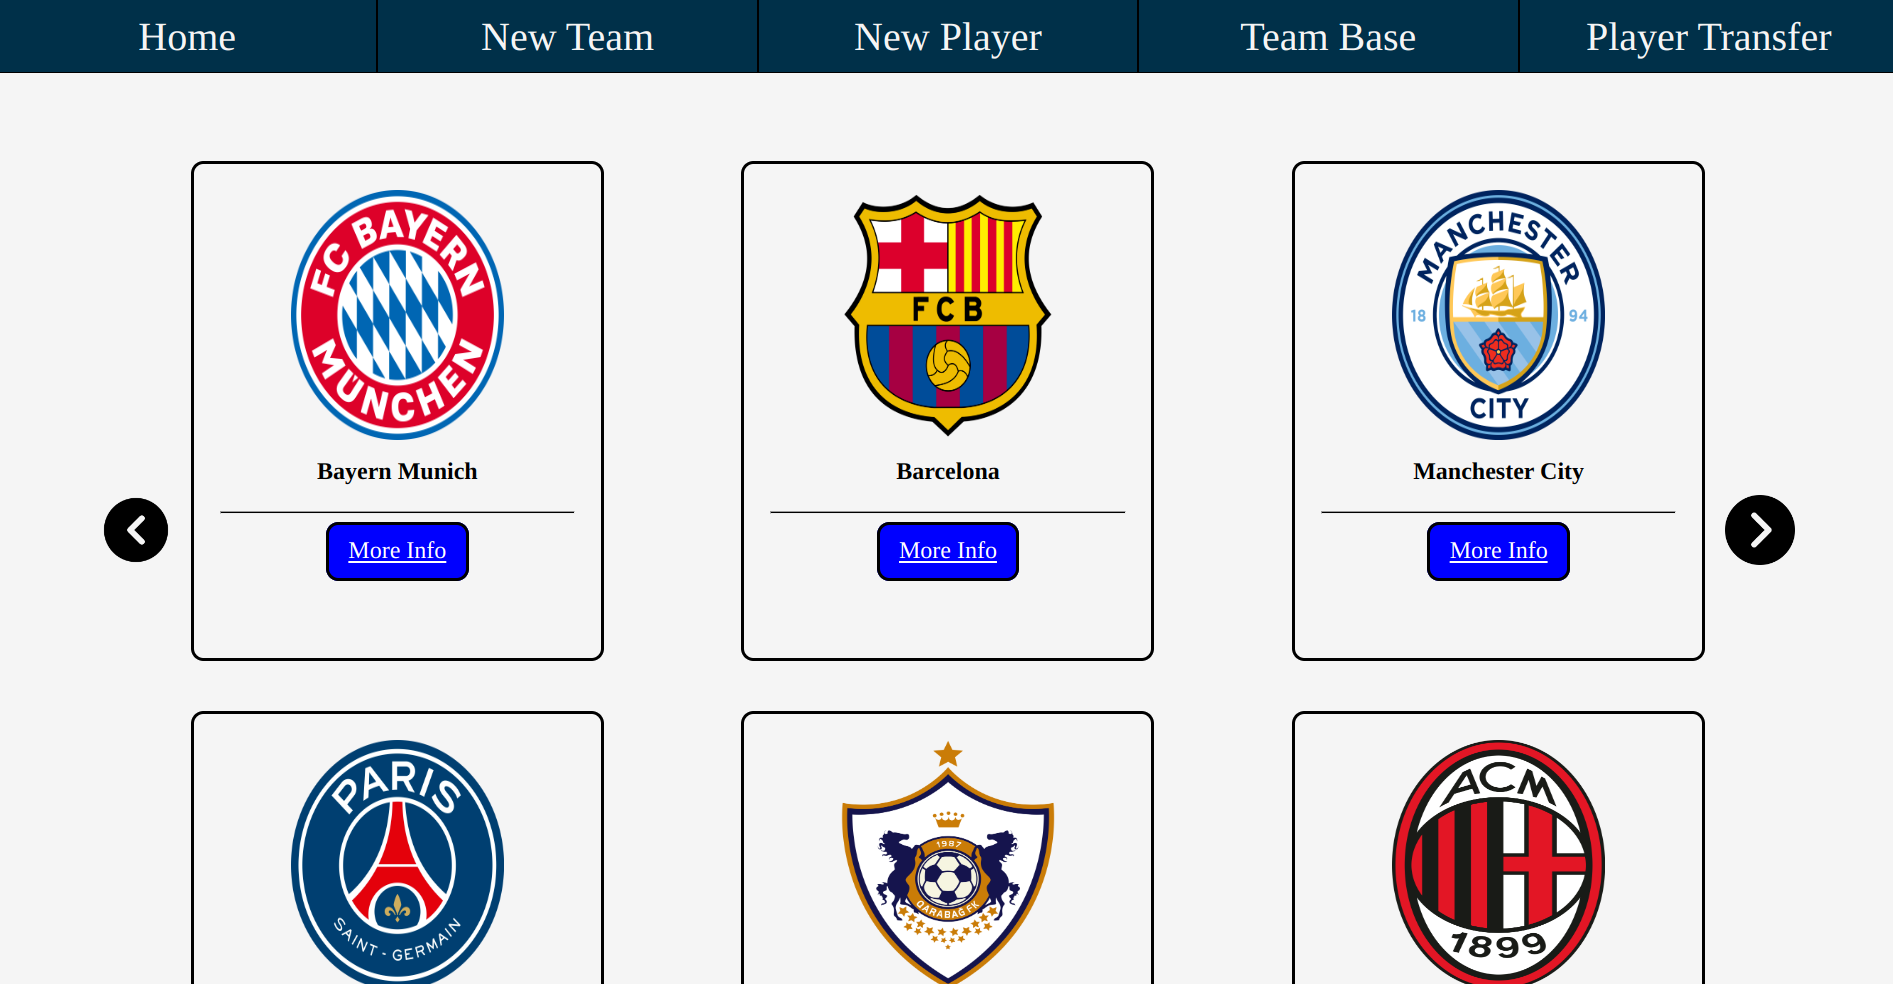 Home
New Team
New Player
Team Base
Player Transfer
FC BAYERN
MÜNCHEN
Bayern Munich
More Info
FCB
Barcelona
More Info
MANCHESTER
18 94
CITY
Manchester City
More Info
PARIS
SAINT - GERMAIN
1987
QARABAĞ FK
ACM
1899